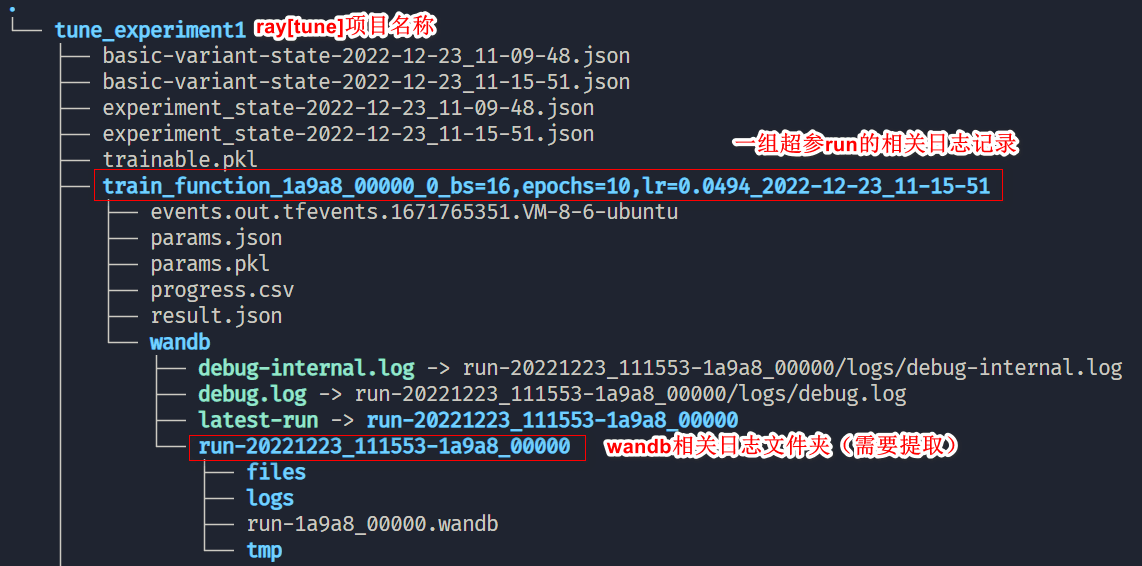 .
tune_experiment1 ray[tune]项目名称
basic-variant-state-2022-12-23_11-09-48.json
basic-variant-state-2022-12-23_11-15-51.json
experiment_state-2022-12-23_11-09-48.json
experiment_state-2022-12-23_11-15-51.json
一组超参run的相关日志记录
trainable.pkl
train_function_1a9a8_00000_0_bs=16,epochs=10,lr=0.0494_2022-12-23_11-15-51
events.out.tfevents.1671765351.VM-8-6-ubuntu
params.json
params.pkl
progress.csv
result.json
wandb
debug-internal.log -> run-20221223_111553-1a9a8_00000/logs/debug-internal.log
debug.log -> run-20221223_111553-1a9a8_00000/logs/debug.log
latest-run -> run-20221223_111553-1a9a8_00000
run-20221223_111553-1a9a8_00000 wandb相关日志文件夹（需要提取）
files
logs
run-1a9a8_00000.wandb
tmp